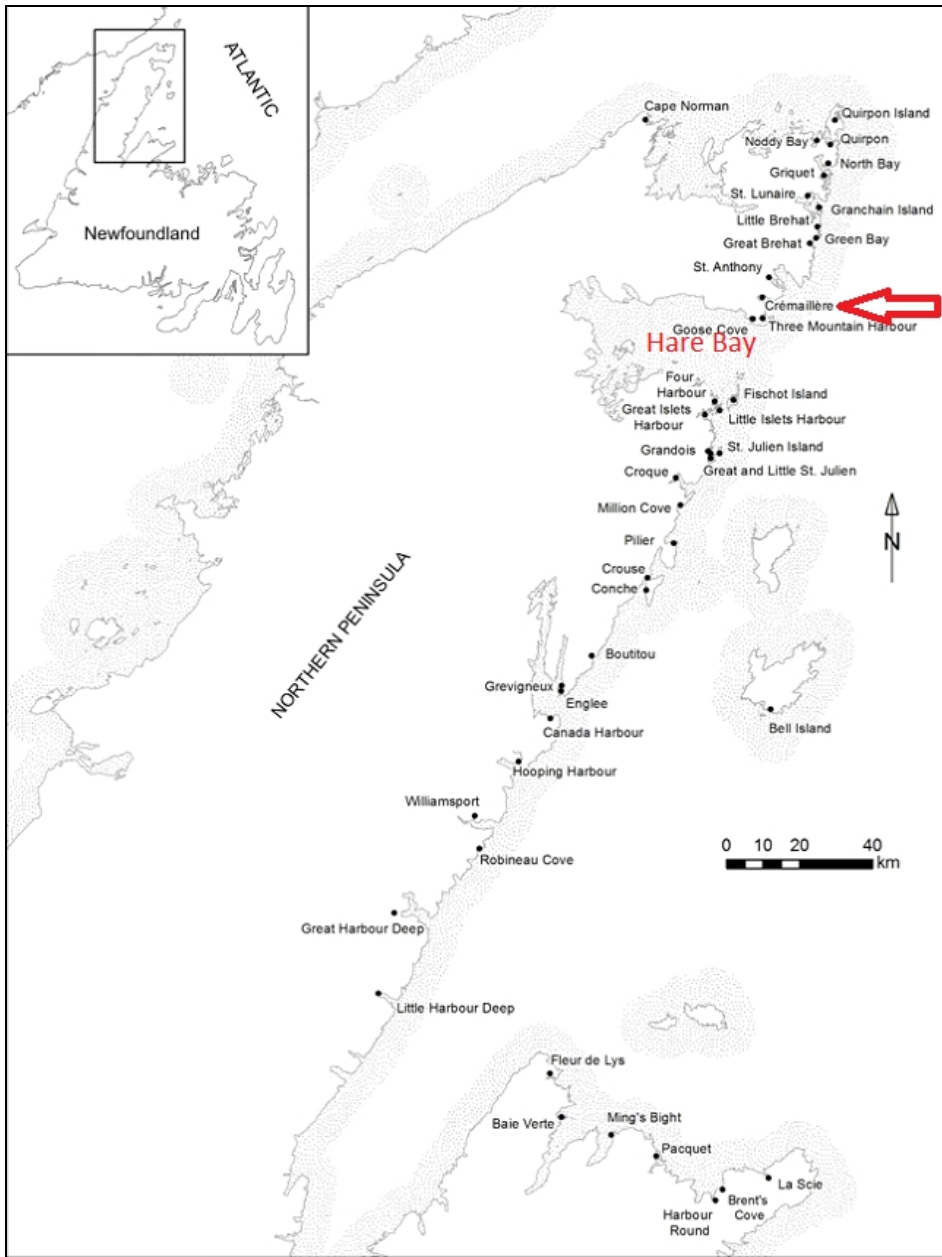 ATLANTIC
Newfoundland
Cape Norman
Quirpon Island
Noddy Bay
Quirpon
North Bay
Griquet
St. Lunaire
Granchain Island
Little Brehat
Green Bay
Great Brehat
St. Anthony
Crémaillère
Goose Cove
Three Mountain Harbour
Hare Bay
Four
Harbour
Fischot Island
Great Islets
Harbour
Little Islets Harbour
Grandois
St. Julien Island
Croque
Great and Little St. Julien
Million Cove
N
Pilier
NORTHERN PENINSULA
Crouse
Conche
Boutitou
Grevigneux
Englee
Bell Island
Canada Harbour
Hooping Harbour
Williamsport
0 10 20 40
km
Robineau Cove
Great Harbour Deep
Little Harbour Deep
Fleur de Lys
Baie Verte
Ming's Bight
Pacquet
La Scie
Brent's
Cove
Harbour
Round